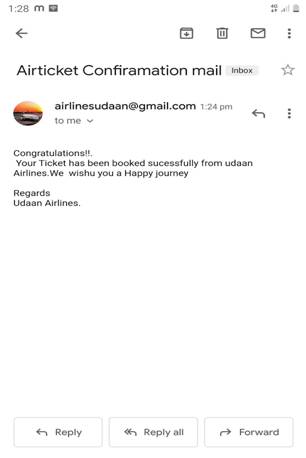 1:28 m
Airticket Confiramation mail Inbox
airlinesudaan@gmail.com 1:24 pm
to me
Congratulations!!.
Your Ticket has been booked sucessfully from udaan
Airlines.We wishu you a Happy journey
Regards
Udaan Airlines.
Reply
Reply all
Forward